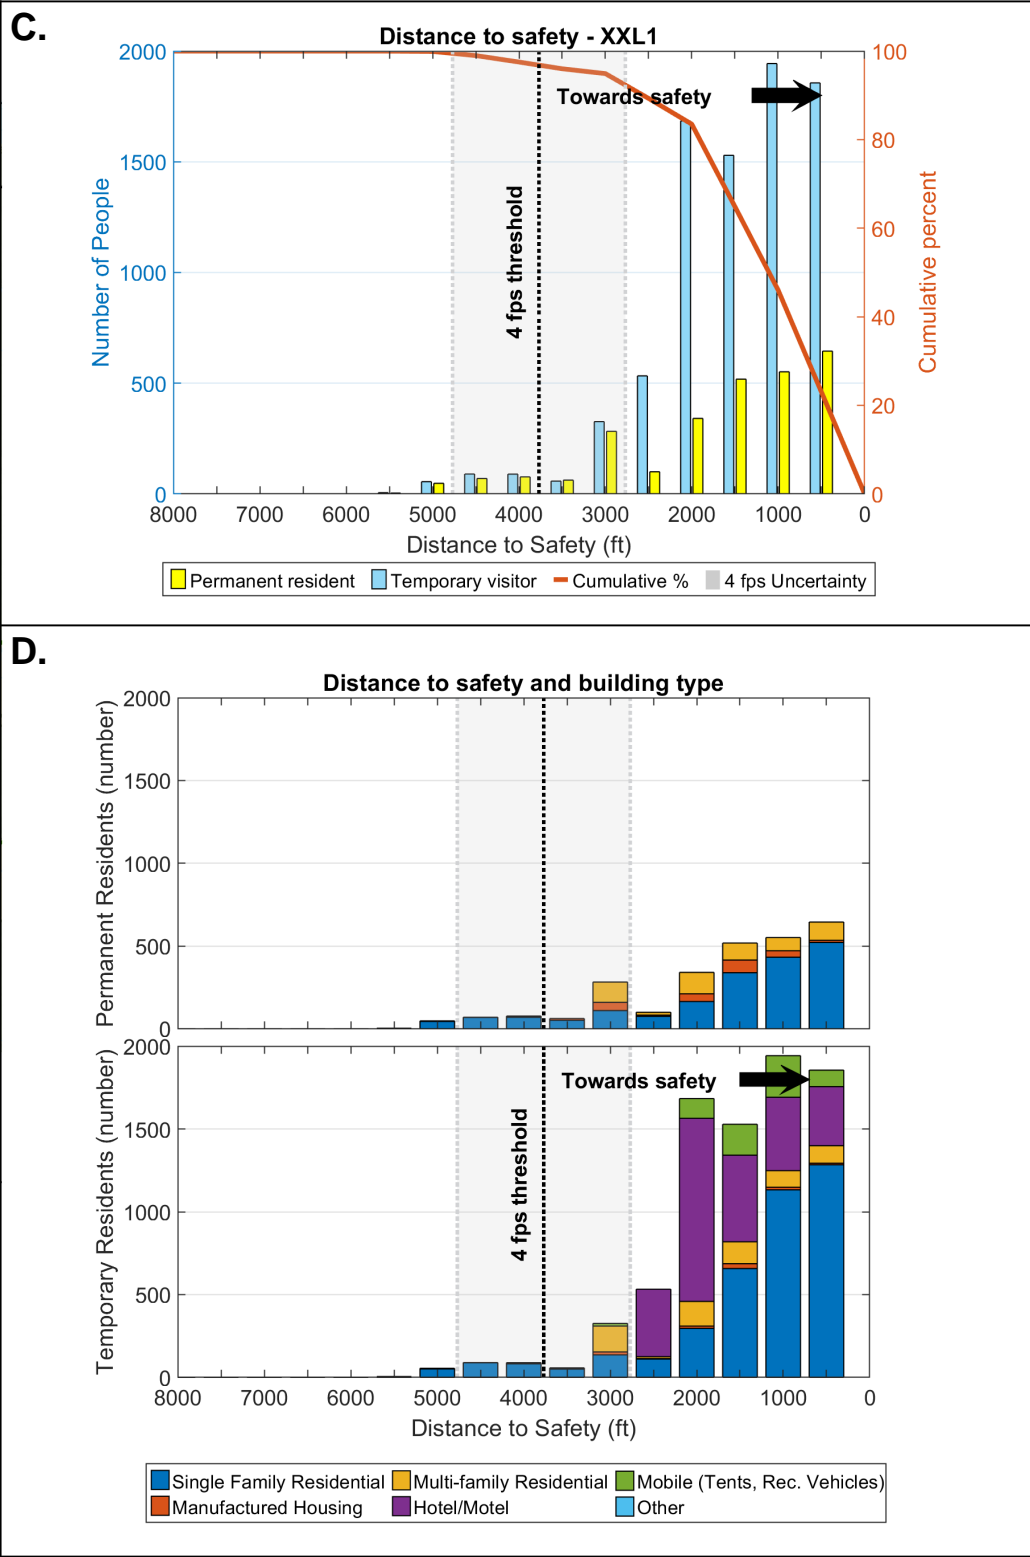 C.
Distance to safety - XXL1
2000
1500
1000
500
0
Number of People
100
80
60
40
20
0
Cumulative percent
Towards safety
4 fps threshold
8000 7000 6000 5000 4000 3000 2000 1000 0
Distance to Safety (ft)
Permanent resident Temporary visitor Cumulative % 4 fps Uncertainty
D.
Distance to safety and building type
2000
1500
1000
500
0
Permanent Residents (number)
2000
1500
1000
500
0
Temporary Residents (number)
Towards safety
4 fps threshold
8000 7000 6000 5000 4000 3000 2000 1000 0
Distance to Safety (ft)
Single Family Residential Multi-family Residential Mobile (Tents, Rec. Vehicles)
Manufactured Housing Hotel/Motel Other